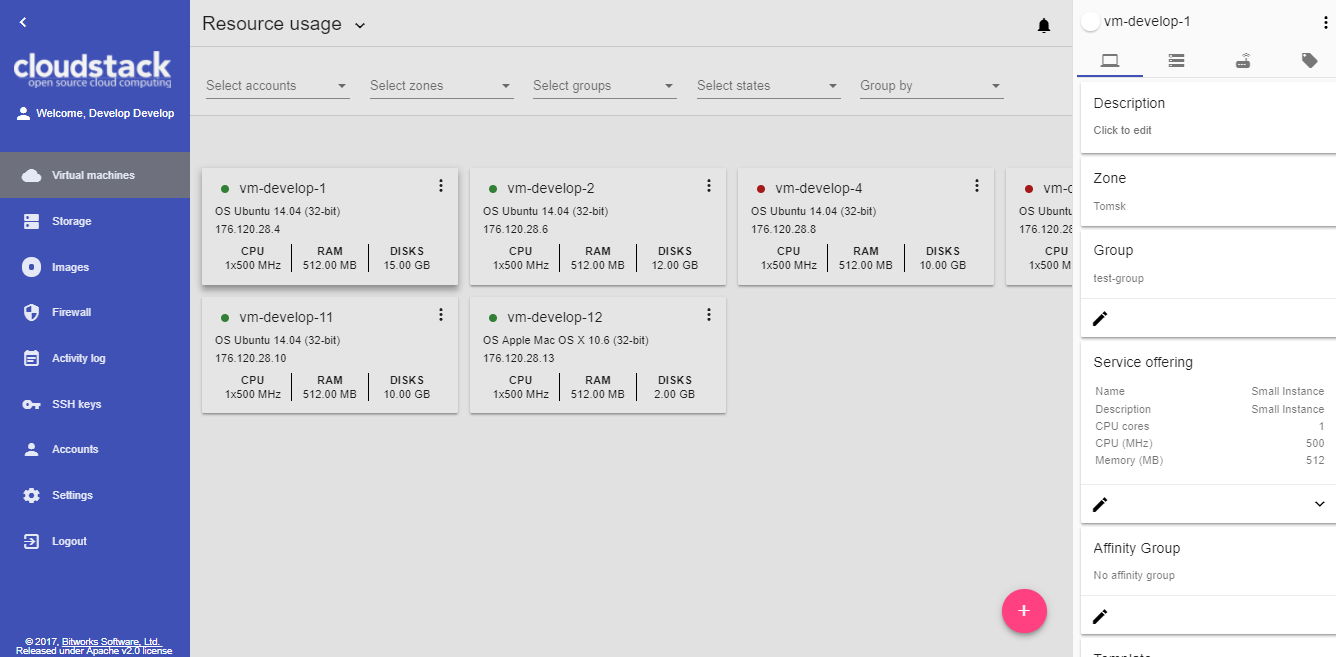 cloudstack
open source cloud computing
Welcome, Develop Develop
Virtual machines
Storage
Images
Firewall
Activity log
SSH keys
Accounts
Settings
Logout
© 2017, Bitworks Software, Ltd.
Released under Apache v2.0 license
Resource usage
Select accounts
Select zones
Select groups
Select states
Group by
vm-develop-1
OS Ubuntu 14.04 (32-bit)
176.120.28.4
CPU RAM DISKS
1x500 MHz 512.00 MB 15.00 GB
vm-develop-2
OS Ubuntu 14.04 (32-bit)
176.120.28.6
CPU RAM DISKS
1x500 MHz 512.00 MB 12.00 GB
vm-develop-4
OS Ubuntu 14.04 (32-bit)
176.120.28.8
CPU RAM DISKS
1x500 MHz 512.00 MB 10.00 GB
OS Ubuntu
176.120.28
CPU
1x500
vm-develop-11
OS Ubuntu 14.04 (32-bit)
176.120.28.10
CPU RAM DISKS
1x500 MHz 512.00 MB 10.00 GB
vm-develop-12
OS Apple Mac OS X 10.6 (32-bit)
176.120.28.13
CPU RAM DISKS
1x500 MHz 512.00 MB 2.00 GB
+
vm-develop-1
Description
Click to edit
Zone
Tomsk
Group
test-group
Service offering
Name Small Instance
Description Small Instance
CPU cores 1
CPU (MHz) 500
Memory (MB) 512
Affinity Group
No affinity group